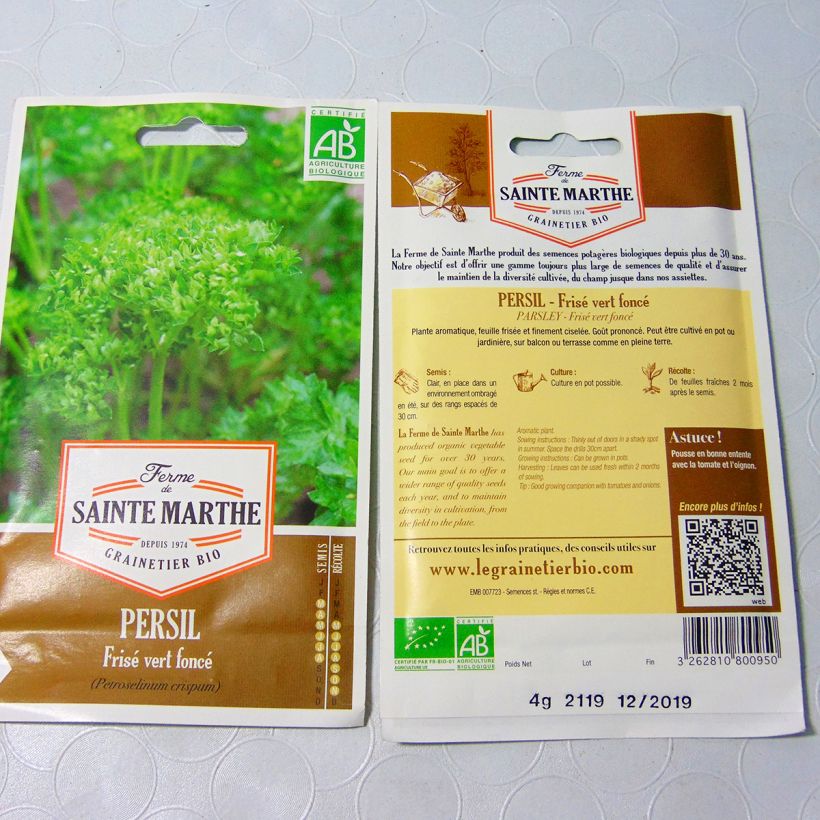 CERTIFIÉ
AB
AGRICULTURE
BIOLOGIQUE
Ferme
de
SAINTE MARTHE
DEPUIS 1974
GRAINETIER BIO
PERSIL
Frisé vert foncé
(Petroselinum crispum)
SEMIS
RÉCOLTE
Ferme
de
SAINTE MARTHE
DEPUIS 1974
GRAINETIER BIO
La Ferme de Sainte Marthe produit des semences potagères biologiques depuis plus de 30 ans.
Notre objectif est d'offrir une gamme toujours plus large de semences de qualité et d'assurer
le maintien de la diversité cultivée, du champ jusque dans nos assiettes.
PERSIL - Frisé vert foncé
PARSLEY - Frisé vert foncé
Plante aromatique, feuille frisée et finement ciselée. Goût prononcé. Peut être cultivé en pot ou
jardinière, sur balcon ou terrasse comme en pleine terre.
Semis :
Clair, en place dans un
environnement ombragé
en été, sur des rangs espacés de
30 cm.
Culture :
Culture en pot possible.
Récolte :
De feuilles fraîches 2 mois
après le semis.
La Ferme de Sainte Marthe has
produced organic vegetable
seed for over 30 years.
Our main goal is to offer a
wider range of quality seeds
each year, and to maintain
diversity in cultivation, from
the field to the plate.
Aromatic plant.
Sowing instructions : Thinly out of doors in a shady spot
in summer. Space the drills 30cm apart.
Growing instructions : Can be grown in pots.
Harvesting : Leaves can be used fresh within 2 months
of sowing.
Tip : Good growing companion with tomatoes and onions.
Astuce !
Pousse en bonne entente
avec la tomate et l'oignon.
Encore plus d'infos !
web
Retrouvez toutes les infos pratiques, des conseils utiles sur
www.legrainetierbio.com
EMB 007723 - Semences st. - Règles et normes C.E.
CERTIFIÉ PAR FR-BIO-01
AGRICULTURE UE
CERTIFIÉ
AB
AGRICULTURE
BIOLOGIQUE
Poids Net Lot Fin
3 262810 800950
4g 2119 12/2019